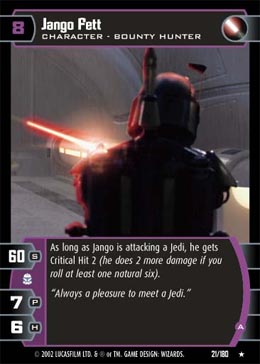 8
Jango Fett
CHARACTER - BOUNTY HUNTER
60 S
7 P
6 H
As long as Jango is attacking a Jedi, he gets
Critical Hit 2 (he does 2 more damage if you
roll at least one natural six).
"Always a pleasure to meet a Jedi."
A
© 2002 LUCASFILM LTD. & ® or TM. GAME DESIGN: WIZARDS.
21/180